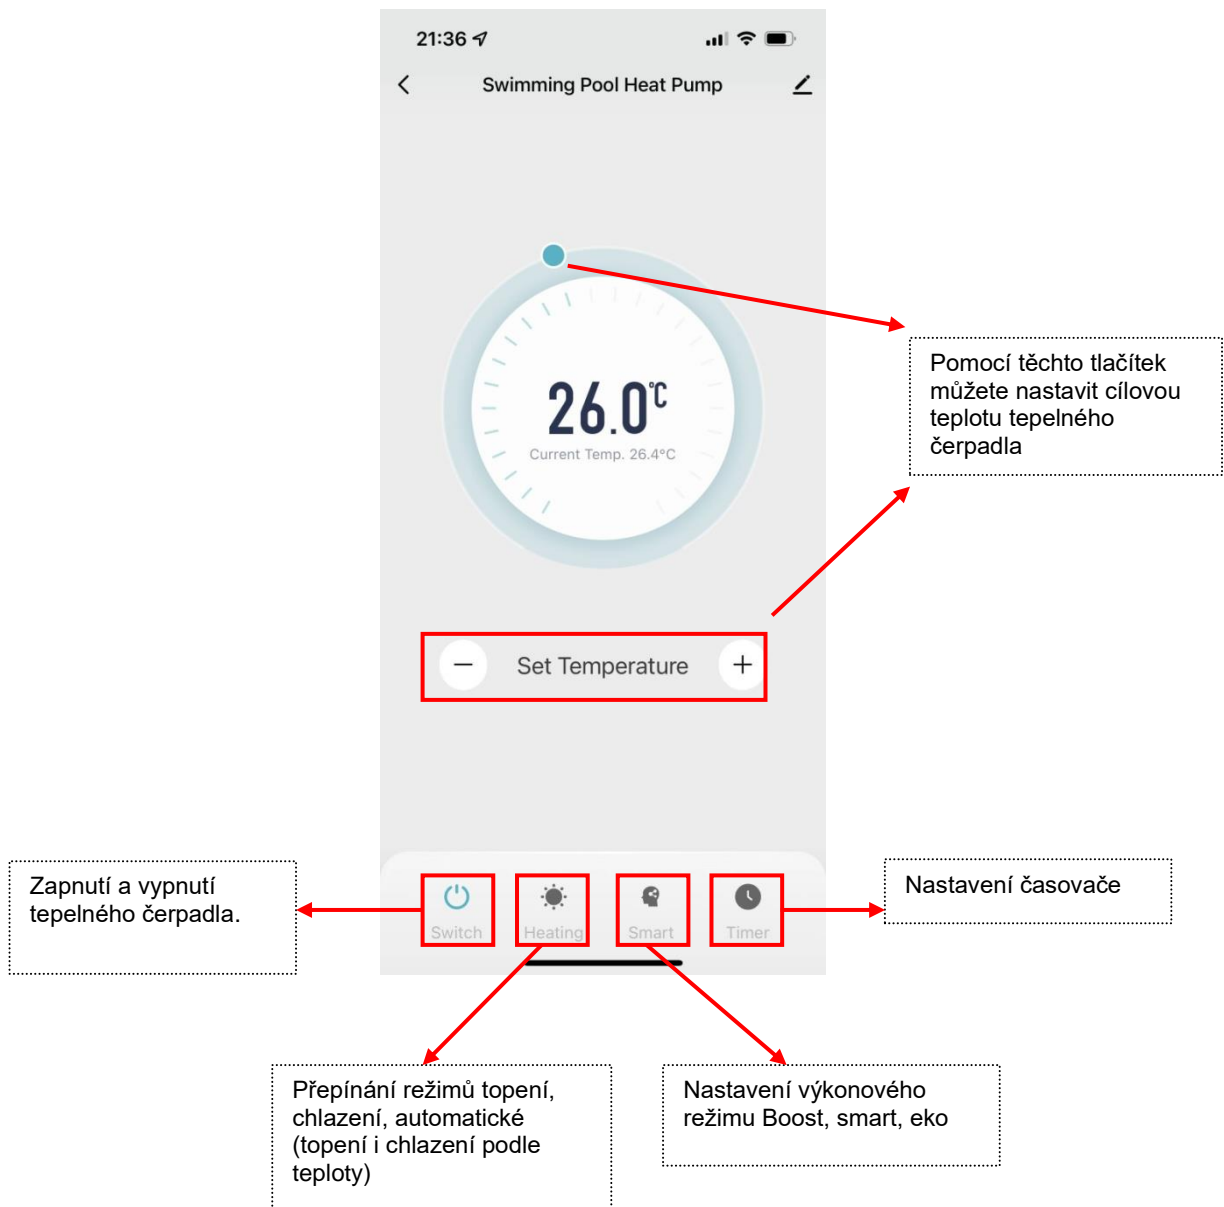 21:36
Swimming Pool Heat Pump
26.0℃
Current Temp. 26.4°C
Pomocí těchto tlačítek
můžete nastavit cílovou
teplotu tepelného
čerpadla
Set Temperature
Zapnutí a vypnutí
tepelného čerpadla.
Switch
Heating
Smart
Timer
Nastavení časovače
Přepínání režimů topení,
chlazení, automatické
(topení i chlazení podle
teploty)
Nastavení výkonového
režimu Boost, smart, eko